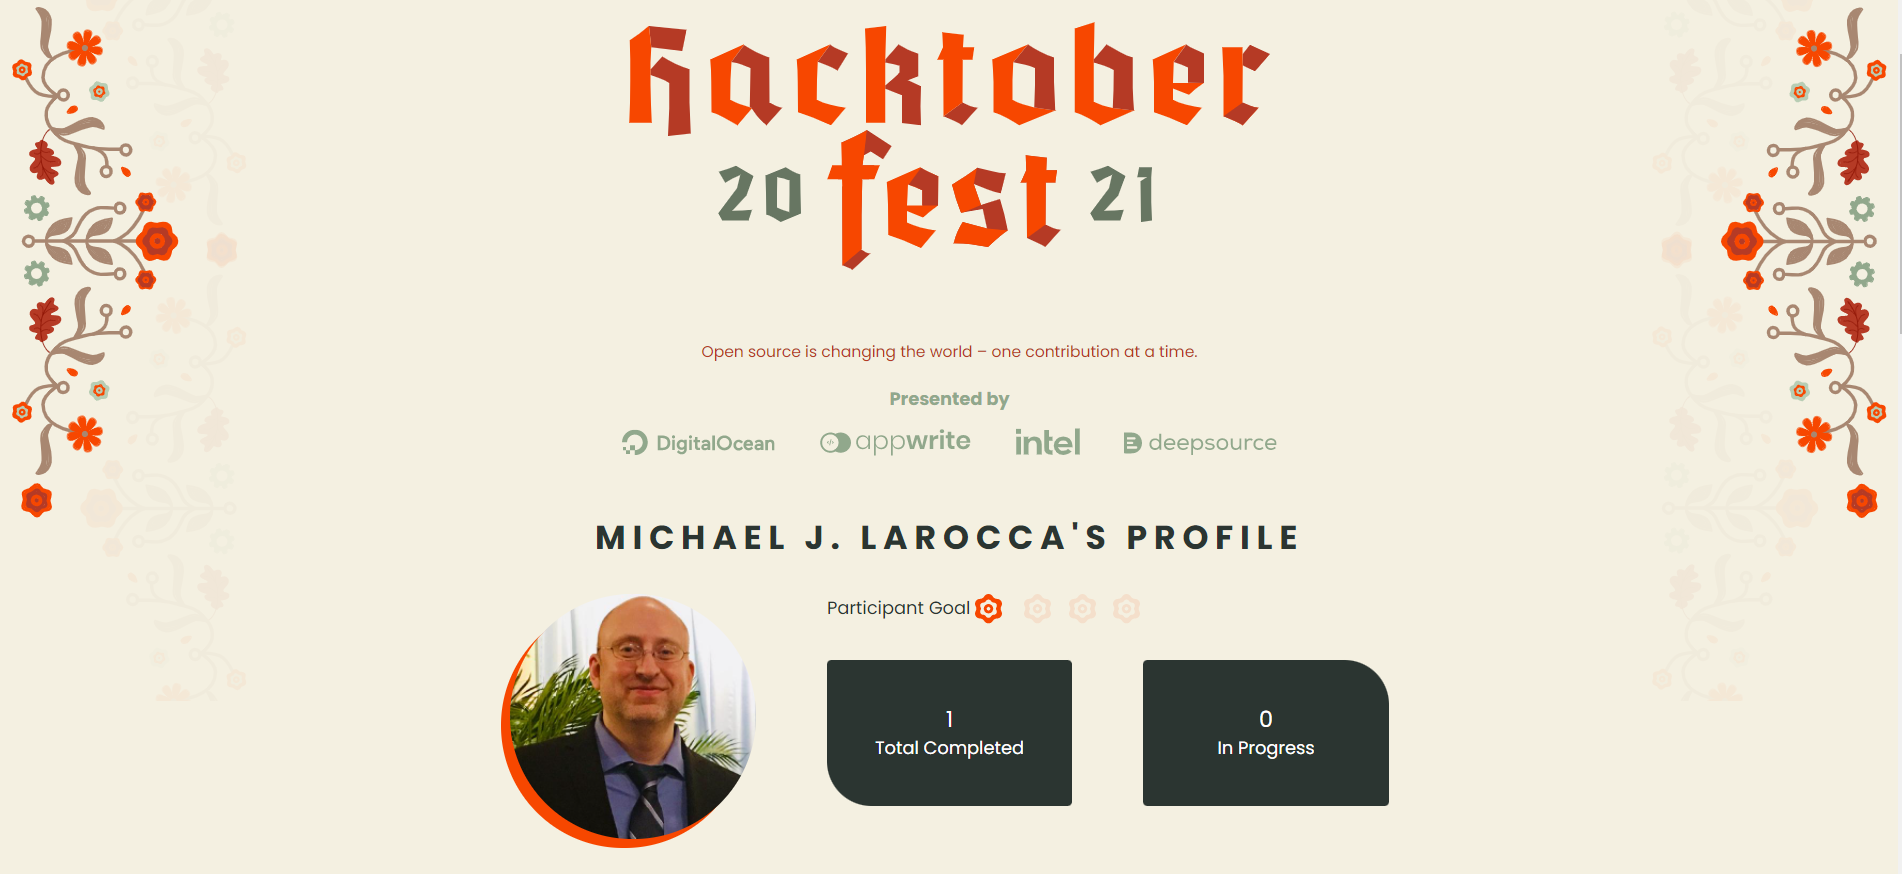 hacktober
20 fest 21
Open source is changing the world – one contribution at a time.
Presented by
DigitalOcean appwrite intel deepsource
MICHAEL J. LAROCCA'S PROFILE
Participant Goal
1
Total Completed
0
In Progress